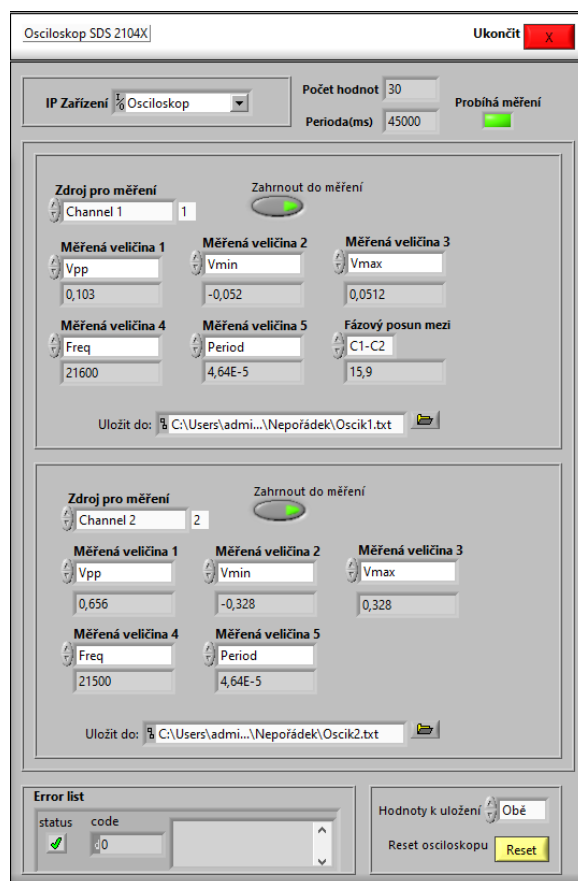 Osciloskop SDS 2104X
Ukončit X
IP Zařízení Osciloskop
Počet hodnot 30
Perioda(ms) 45000
Probíhá měření
Zdroj pro měření
Channel 1 1
Zahrnout do měření
Měřená veličina 1 Měřená veličina 2 Měřená veličina 3
Vpp Vmin Vmax
0,103 -0,052 0,0512
Měřená veličina 4 Měřená veličina 5 Fázový posun mezi
Freq Period C1-C2
21600 4,64E-5 15,9
Uložit do: C:\Users\admi...\Nepořádek\Oscik1.txt
Zdroj pro měření
Channel 2 2
Zahrnout do měření
Měřená veličina 1 Měřená veličina 2 Měřená veličina 3
Vpp Vmin Vmax
0,656 -0,328 0,328
Měřená veličina 4 Měřená veličina 5
Freq Period
21500 4,64E-5
Uložit do: C:\Users\admi...\Nepořádek\Oscik2.txt
Error list
status code
d0
Hodnoty k uložení Obě
Reset osciloskopu Reset